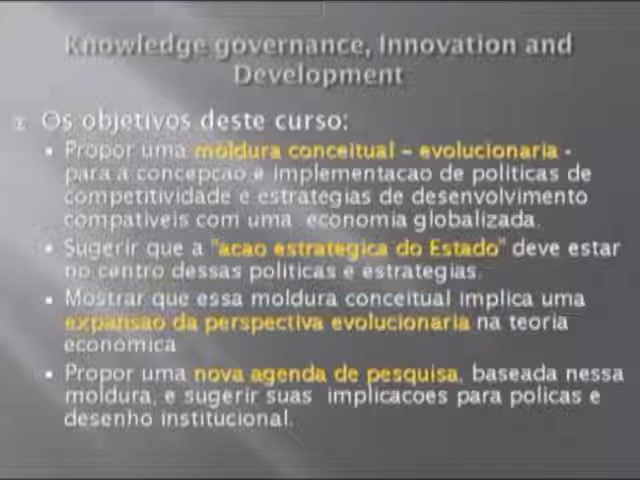 Knowledge governance, Innovation and
Development
Os objetivos deste curso:
Propor uma moldura conceitual – evolucionaria -
para a concepcao e implementacao de politicas de
competitividade e estrategias de desenvolvimento
compativeis com uma economia globalizada.
Sugerir que a "acao estrategica do Estado" deve estar
no centro dessas politicas e estrategias.
Mostrar que essa moldura conceitual implica uma
expansao da perspectiva evolucionaria na teoria
economica
Propor uma nova agenda de pesquisa, baseada nessa
moldura, e sugerir suas implicacoes para policas e
desenho institucional.